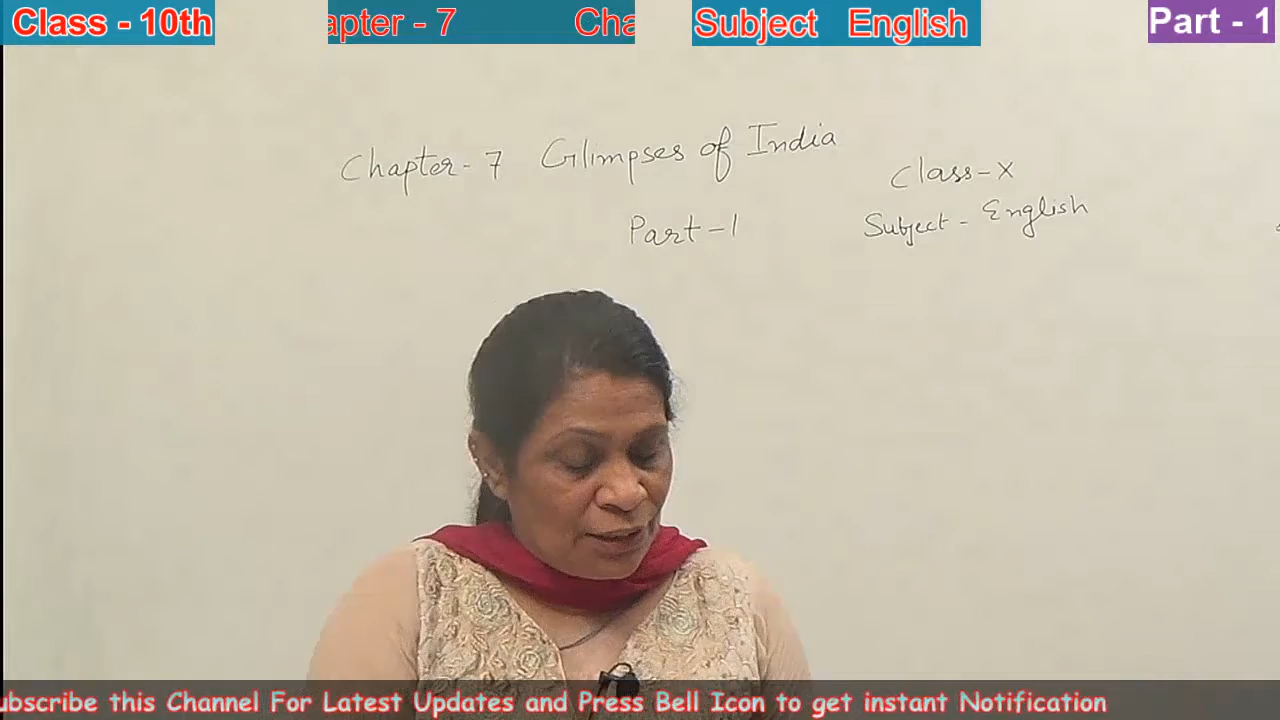 Class - 10th
apter - 7 Cha
Subject English
Part - 1
Chapter - 7 Glimpses of India
Class - X
Part - 1
Subject - English
ubscribe this Channel For Latest Updates and Press Bell Icon to get instant Notification